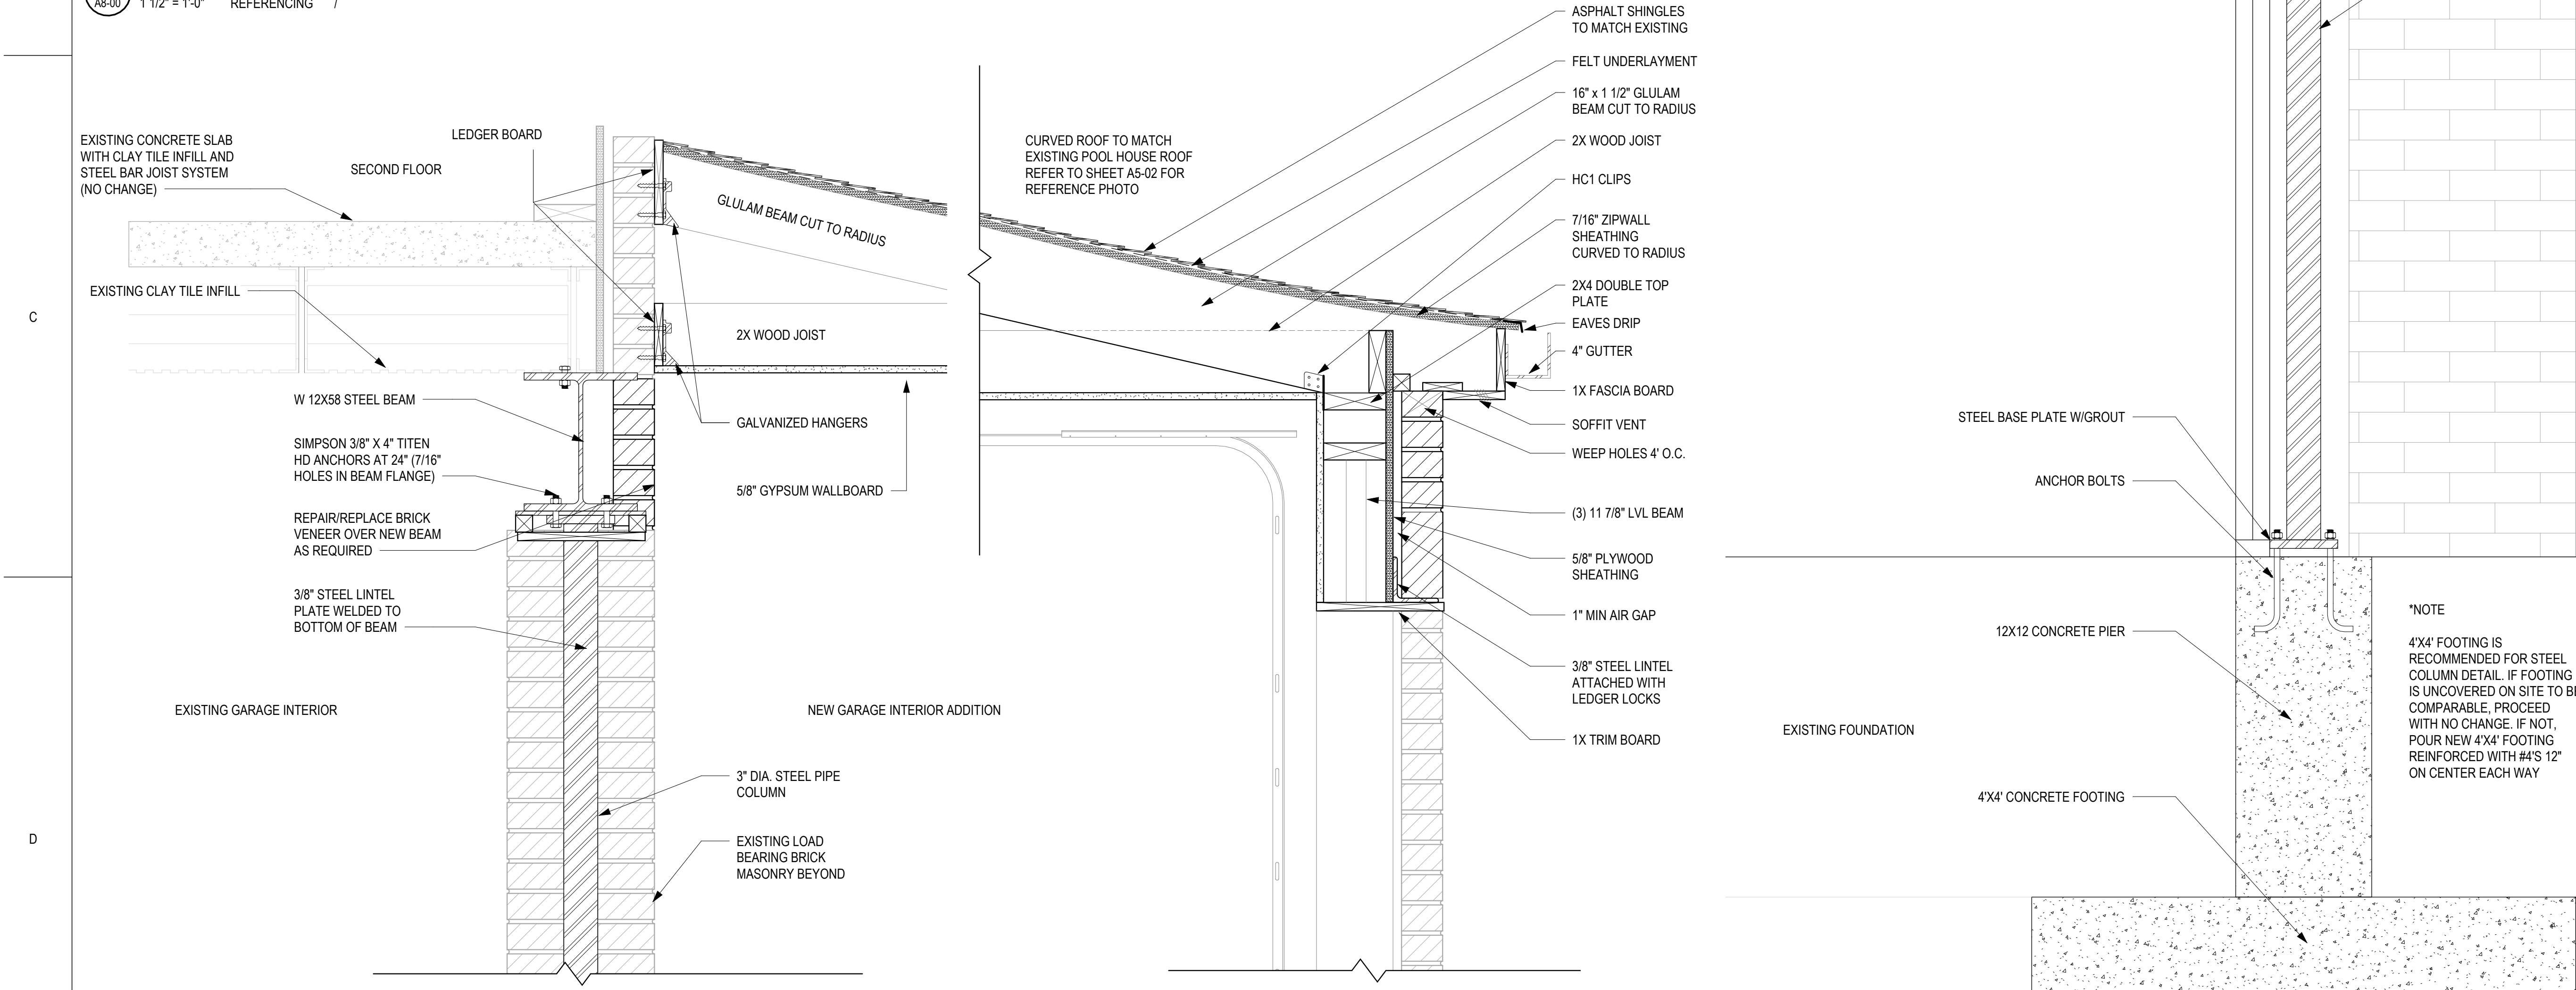 A8-00
1 1/2" = 1'-0"
REFERENCING
/
C
D
EXISTING CONCRETE SLAB
WITH CLAY TILE INFILL AND
STEEL BAR JOIST SYSTEM
(NO CHANGE)
SECOND FLOOR
LEDGER BOARD
EXISTING CLAY TILE INFILL
W 12X58 STEEL BEAM
SIMPSON 3/8" X 4" TITEN
HD ANCHORS AT 24" (7/16"
HOLES IN BEAM FLANGE)
REPAIR/REPLACE BRICK
VENEER OVER NEW BEAM
AS REQUIRED
3/8" STEEL LINTEL
PLATE WELDED TO
BOTTOM OF BEAM
EXISTING GARAGE INTERIOR
GLULAM BEAM CUT TO RADIUS
2X WOOD JOIST
GALVANIZED HANGERS
5/8" GYPSUM WALLBOARD
NEW GARAGE INTERIOR ADDITION
3" DIA. STEEL PIPE
COLUMN
EXISTING LOAD
BEARING BRICK
MASONRY BEYOND
CURVED ROOF TO MATCH
EXISTING POOL HOUSE ROOF
REFER TO SHEET A5-02 FOR
REFERENCE PHOTO
ASPHALT SHINGLES
TO MATCH EXISTING
FELT UNDERLAYMENT
16" x 1 1/2" GLULAM
BEAM CUT TO RADIUS
2X WOOD JOIST
HC1 CLIPS
7/16" ZIPWALL
SHEATHING
CURVED TO RADIUS
2X4 DOUBLE TOP
PLATE
EAVES DRIP
4" GUTTER
1X FASCIA BOARD
SOFFIT VENT
WEEP HOLES 4' O.C.
(3) 11 7/8" LVL BEAM
5/8" PLYWOOD
SHEATHING
1" MIN AIR GAP
3/8" STEEL LINTEL
ATTACHED WITH
LEDGER LOCKS
1X TRIM BOARD
STEEL BASE PLATE W/GROUT
ANCHOR BOLTS
12X12 CONCRETE PIER
EXISTING FOUNDATION
4'X4' CONCRETE FOOTING
*NOTE
4'X4' FOOTING IS
RECOMMENDED FOR STEEL
COLUMN DETAIL. IF FOOTING
IS UNCOVERED ON SITE TO
COMPARABLE, PROCEED
WITH NO CHANGE. IF NOT,
POUR NEW 4'X4' FOOTING
REINFORCED WITH #4'S 12"
ON CENTER EACH WAY